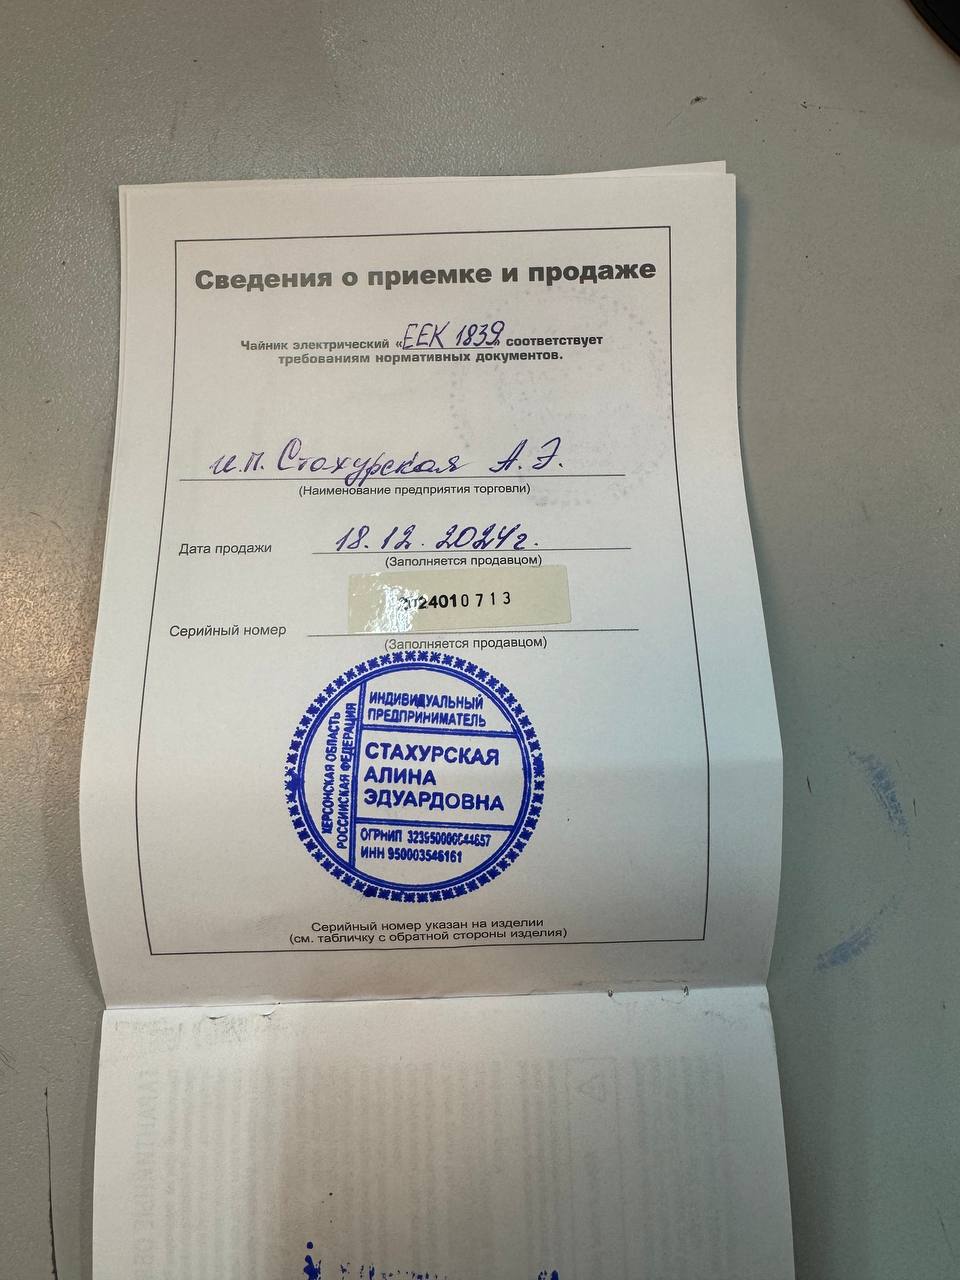 Сведения о приемке и продаже
Чайник электрический «ЕЕК 1839» соответствует
требованиям нормативных документов.
и.п. Стахурская А.Э.
(Наименование предприятия торговли)
Дата продажи 18.12.2024г.
(Заполняется продавцом)
Серийный номер 2024010713
(Заполняется продавцом)
ХЕРСОНСКАЯ ОБЛАСТЬ
РОССИЙСКАЯ ФЕДЕРАЦИЯ
ИНДИВИДУАЛЬНЫЙ
ПРЕДПРИНИМАТЕЛЬ
СТАХУРСКАЯ
АЛИНА
ЭДУАРДОВНА
ОГРНИП
ИНН 950003546161
Серийный номер указан на изделии
(см. табличку с обратной стороны изделия)